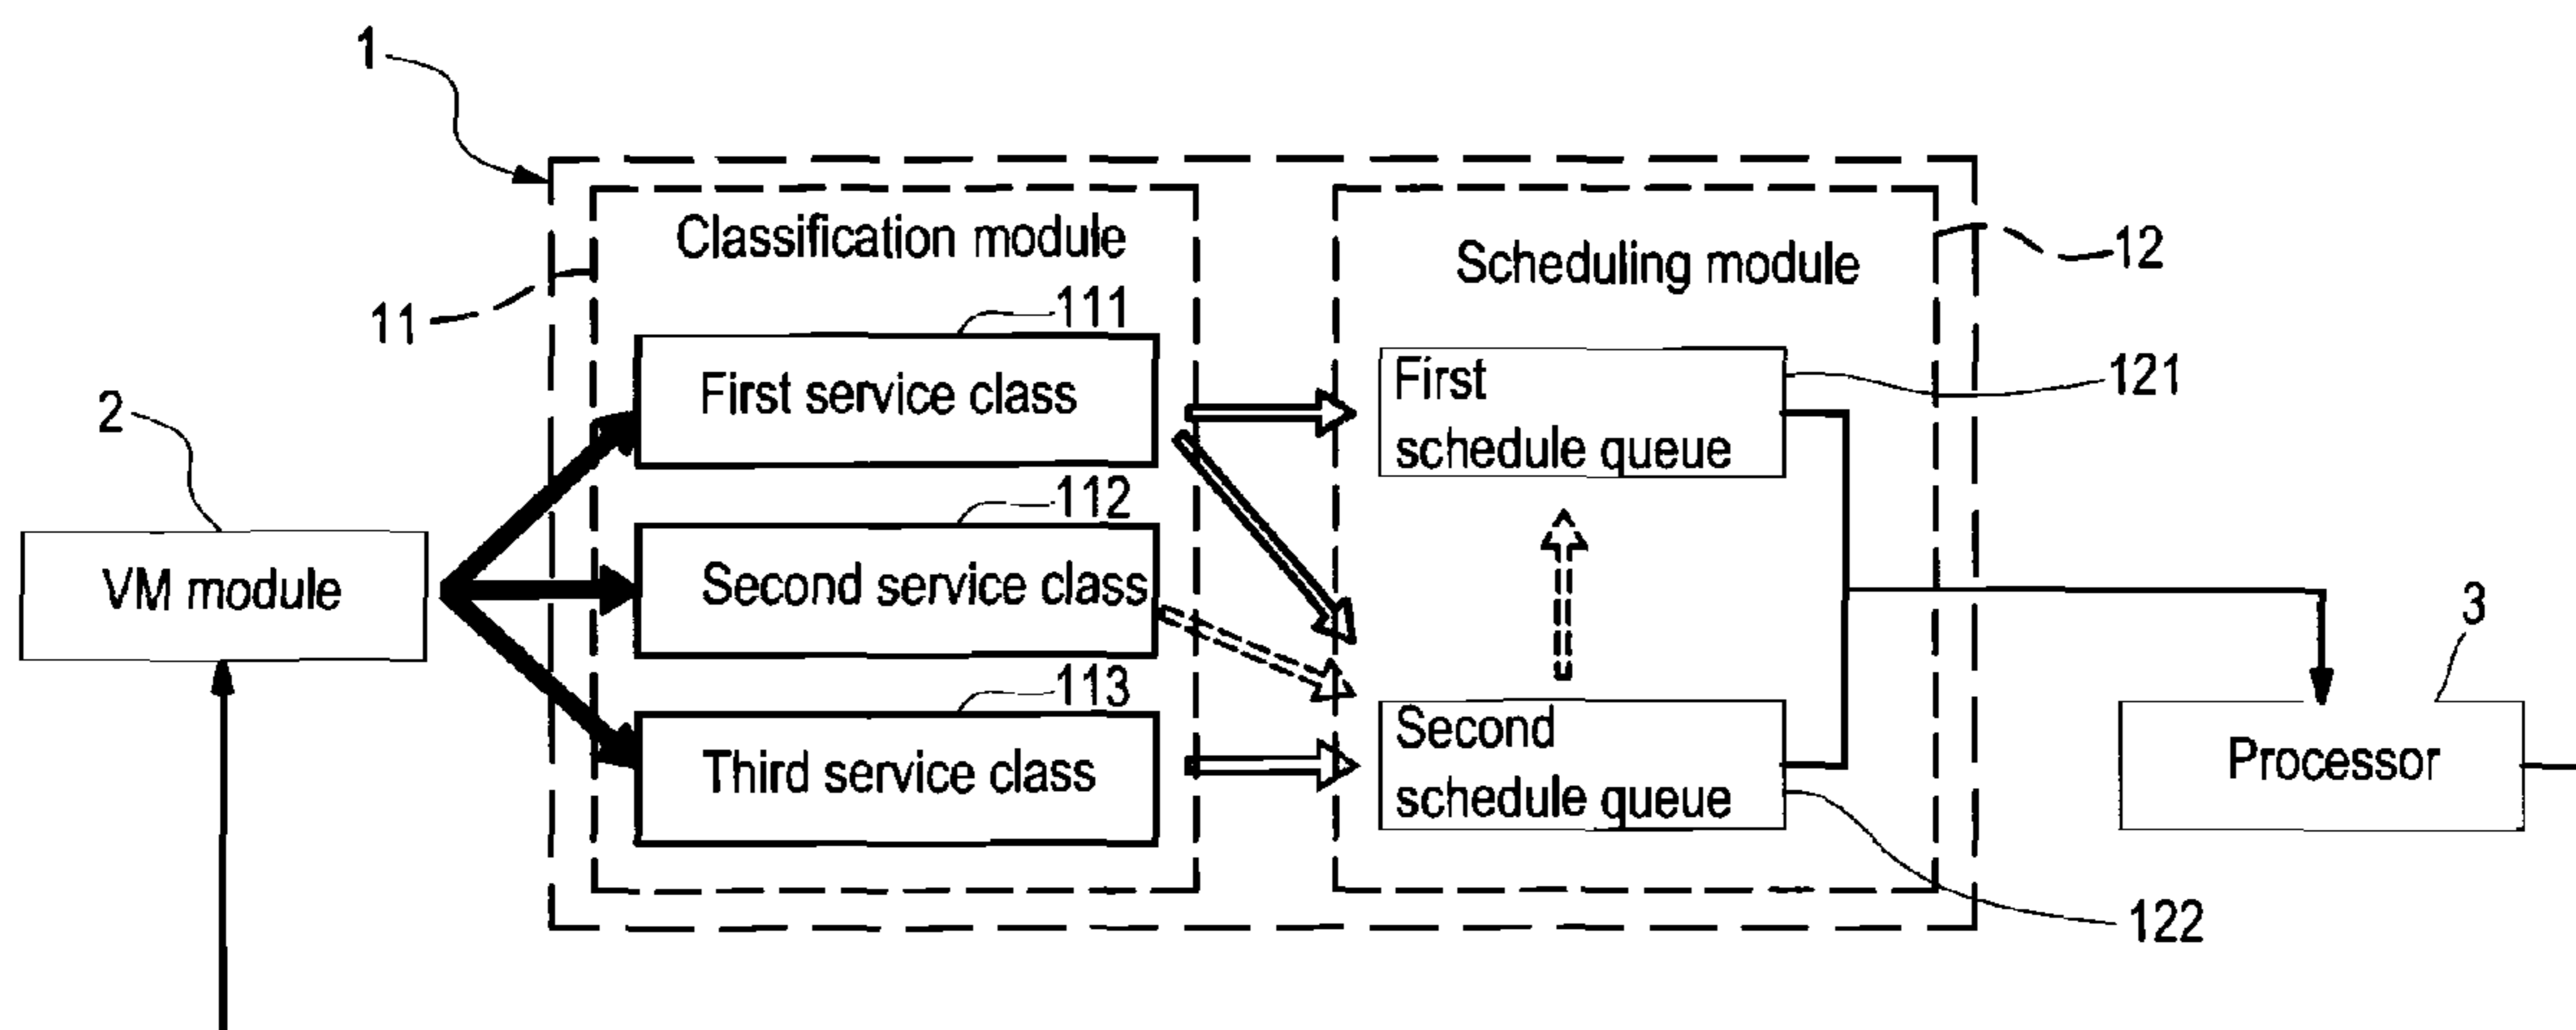 1
Classification module
Scheduling module
12
11
111
First service class
First
schedule queue
121
2
112
VM module
Second service class
3
113
Third service class
Second
schedule queue
Processor
122